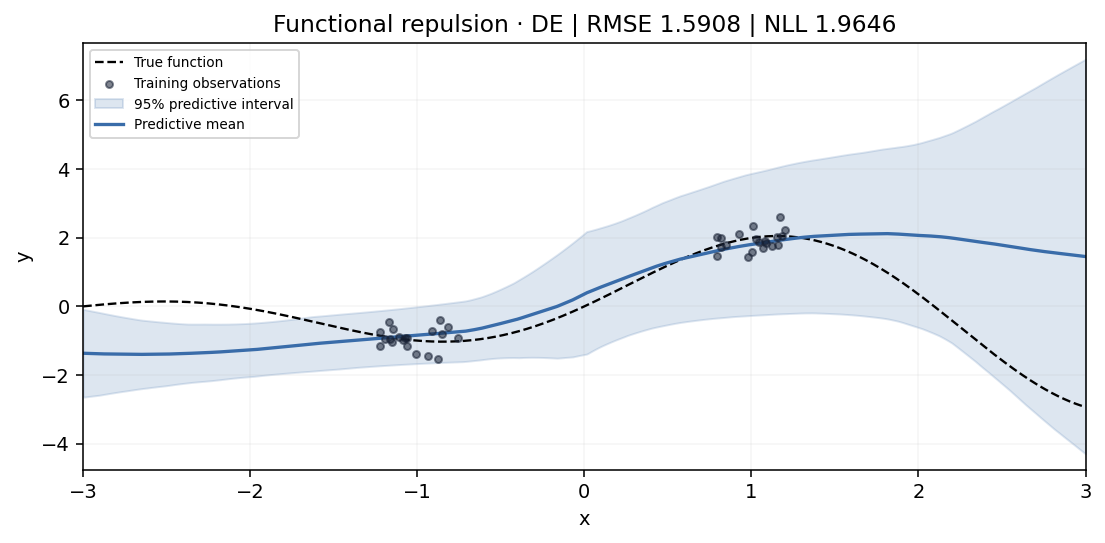 Functional repulsion · DE | RMSE 1.5908 | NLL 1.9646
True function
Training observations
95% predictive interval
Predictive mean
y
6
4
2
0
−2
−4
−3
−2
−1
0
1
2
3
x